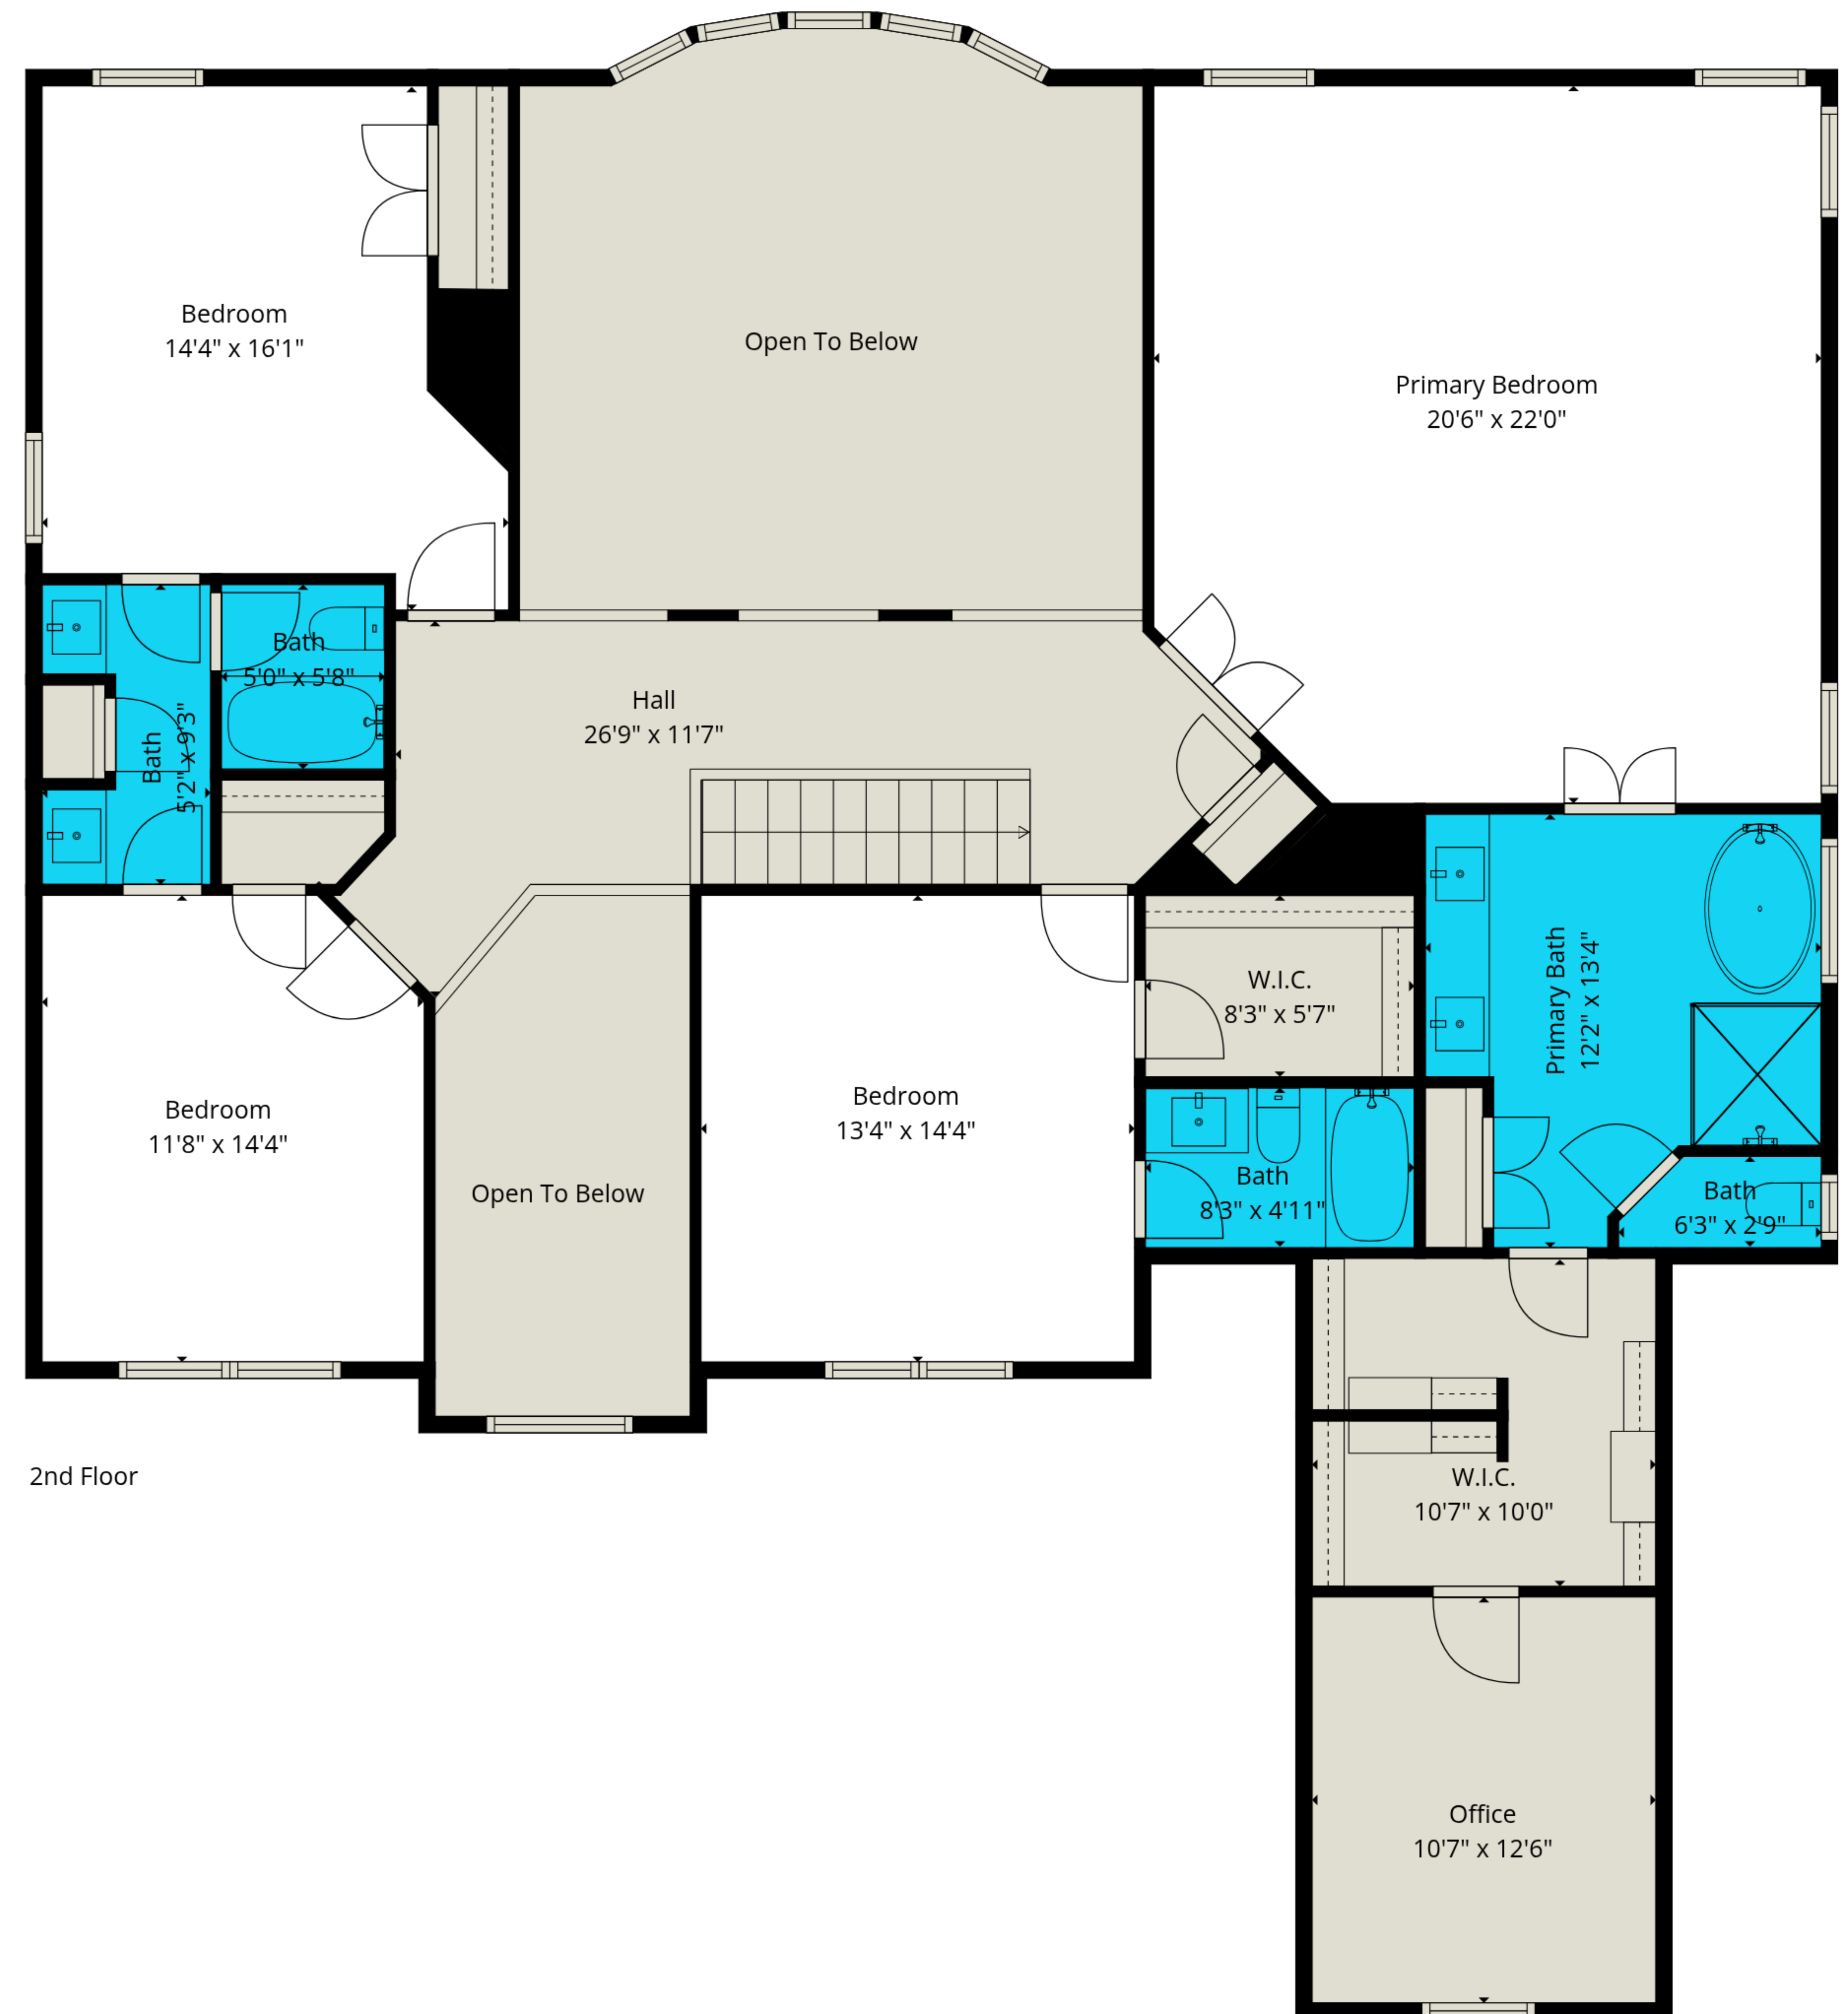 Bedroom
14'4" x 16'1"
Open To Below
Primary Bedroom
20'6" x 22'0"
Bath
5'0" x 5'8"
Bath
5'2" x 9'3"
Hall
26'9" x 11'7"
W.I.C.
8'3" x 5'7"
Primary Bath
12'2" x 13'4"
Bedroom
11'8" x 14'4"
Open To Below
Bedroom
13'4" x 14'4"
Bath
8'3" x 4'11"
Bath
6'3" x 2'9"
2nd Floor
W.I.C.
10'7" x 10'0"
Office
10'7" x 12'6"